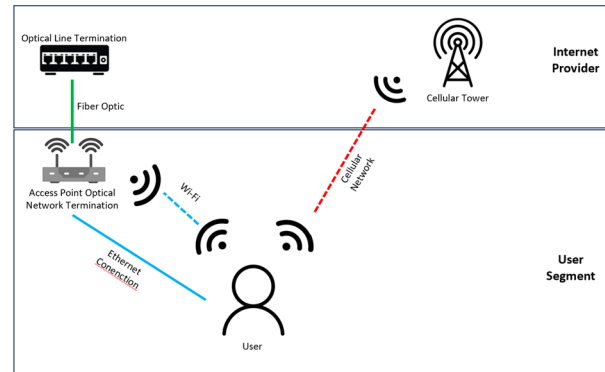 Optical Line Termination
Internet
Provider
Cellular Tower
Fiber Optic
Access Point Optical
Network Termination
Wi-Fi
Cellular
Network
Ethernet
Conenction
User
Segment
User